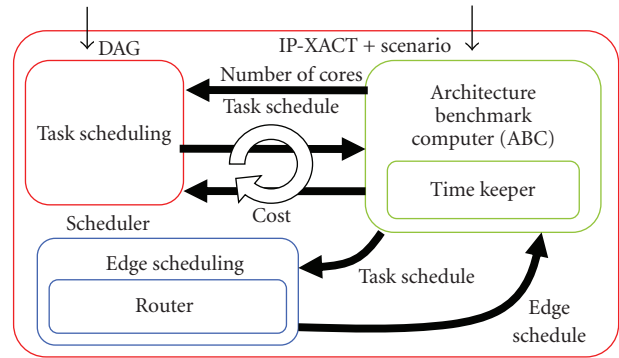 DAG
IP-XACT + scenario
Number of cores
Task schedule
Task scheduling
Architecture
benchmark
computer (ABC)
Time keeper
Cost
Scheduler
Edge scheduling
Router
Task schedule
Edge
schedule